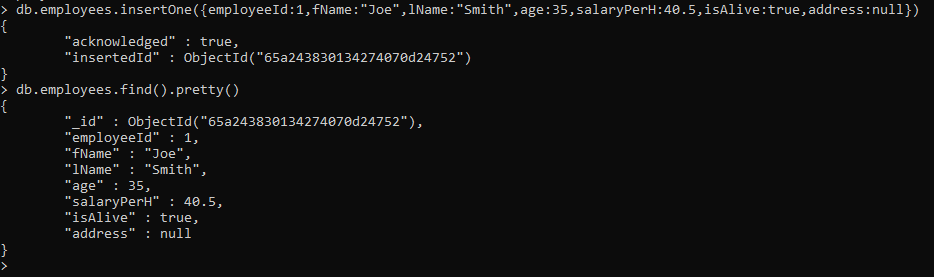 > db.employees.insertOne({employeeId:1,fName:"Joe",lName:"Smith",age:35,salaryPerH:40.5,isAlive:true,address:null})
{
        "acknowledged" : true,
        "insertedId" : ObjectId("65a243830134274070d24752")
}
> db.employees.find().pretty()
{
        "_id" : ObjectId("65a243830134274070d24752"),
        "employeeId" : 1,
        "fName" : "Joe",
        "lName" : "Smith",
        "age" : 35,
        "salaryPerH" : 40.5,
        "isAlive" : true,
        "address" : null
}
>